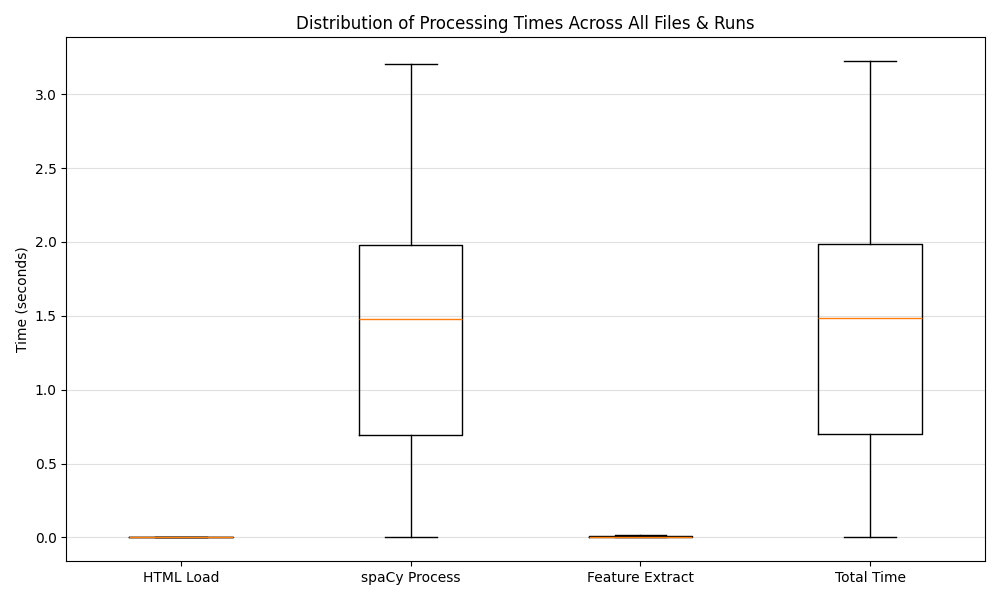 Distribution of Processing Times Across All Files & Runs
Time (seconds)
3.0
2.5
2.0
1.5
1.0
0.5
0.0
HTML Load
spaCy Process
Feature Extract
Total Time